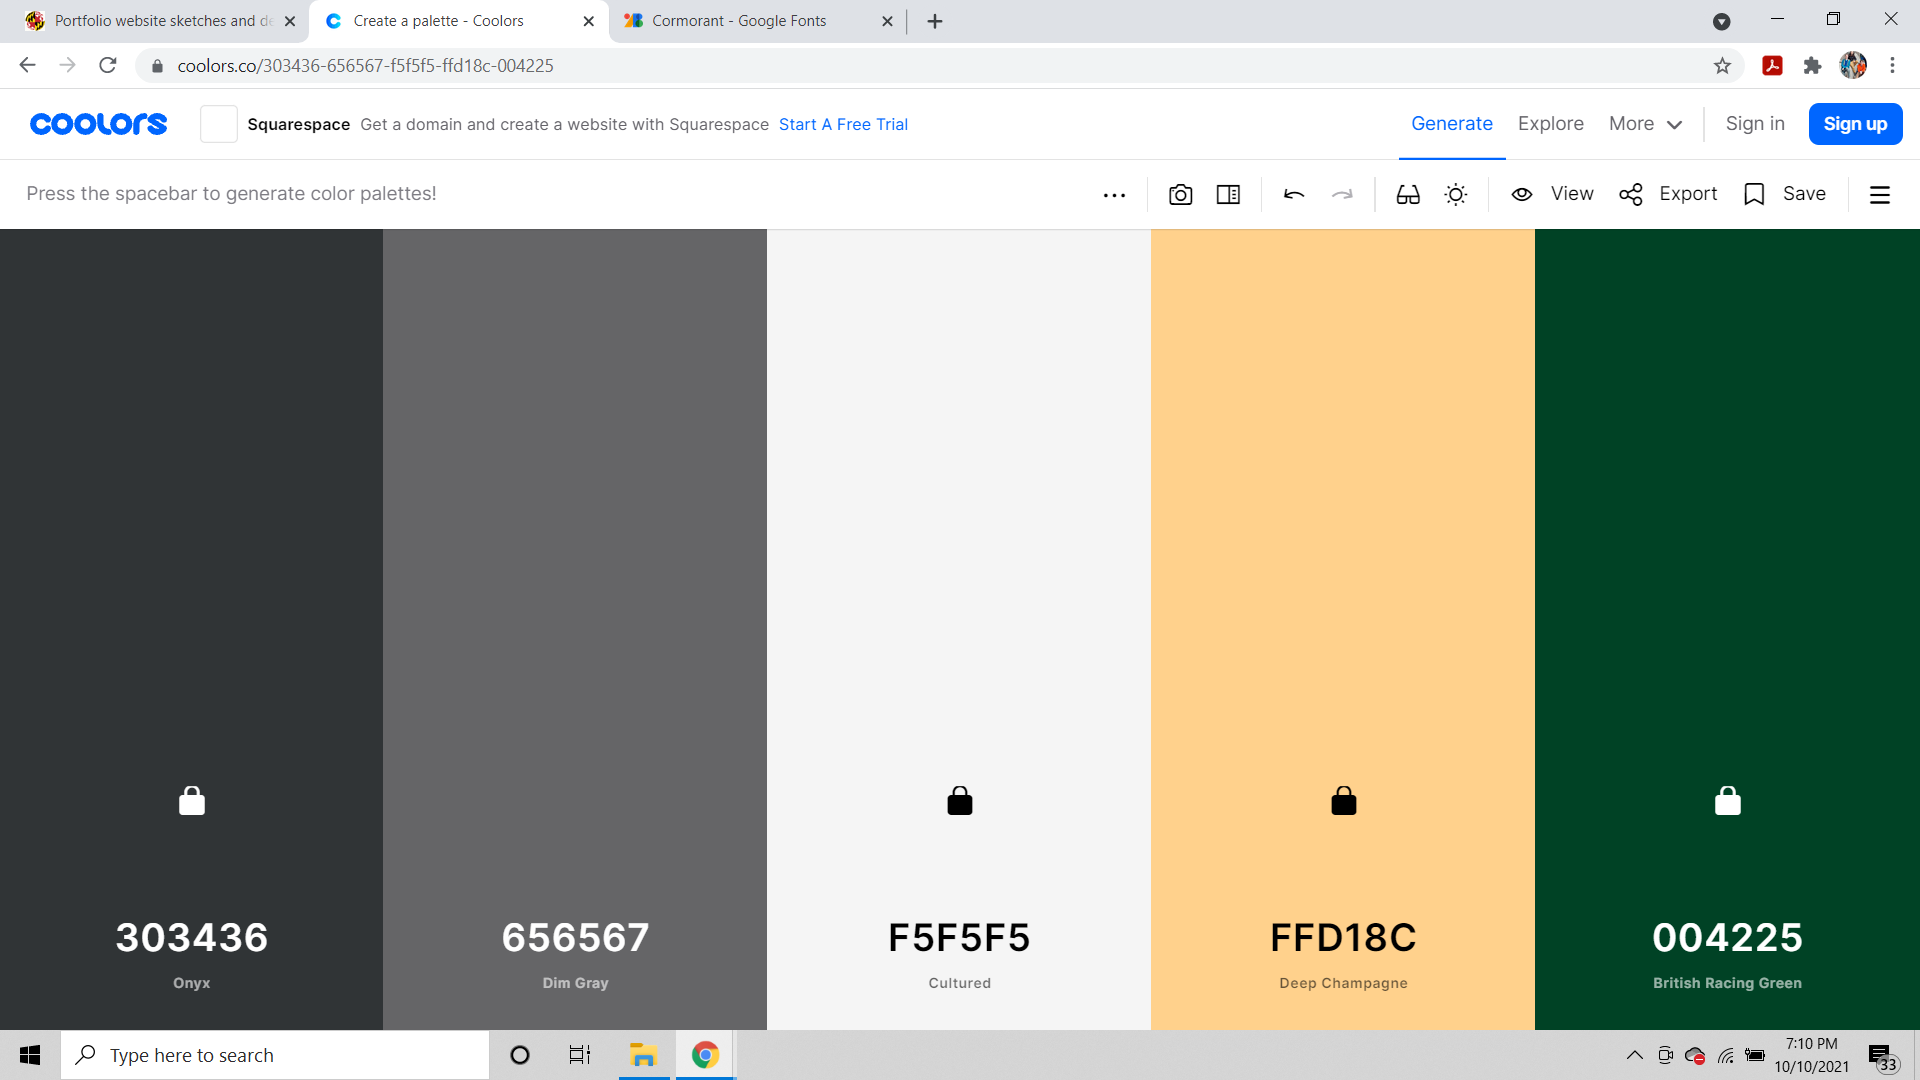 Portfolio website sketches and de
Create a palette - Coolors
Cormorant - Google Fonts
coolors.co/303436-656567-f5f5f5-ffd18c-004225
coolors
Squarespace Get a domain and create a website with Squarespace Start A Free Trial
Generate
Explore
More
Sign in
Sign up
Press the spacebar to generate color palettes!
View
Export
Save
303436
Onyx
656567
Dim Gray
F5F5F5
Cultured
FFD18C
Deep Champagne
004225
British Racing Green
Type here to search
7:10 PM
10/10/2021
33